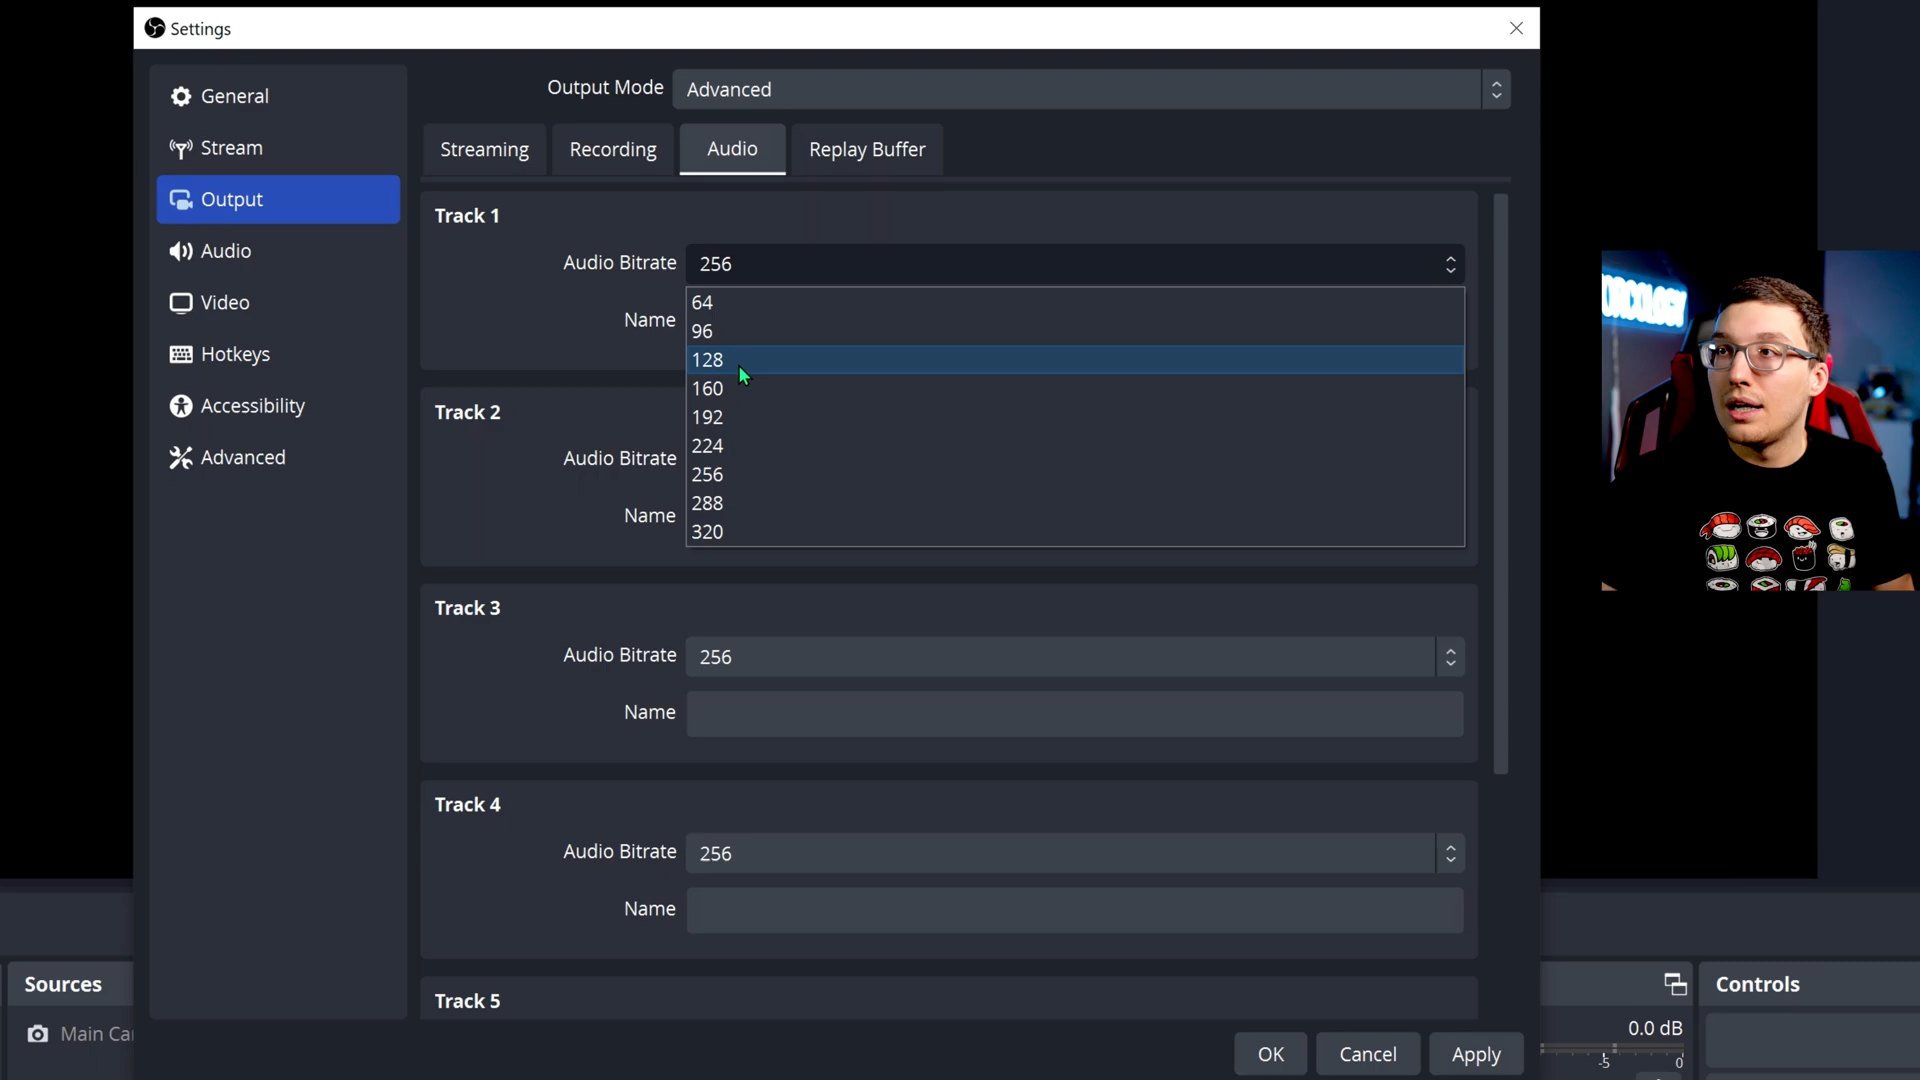 Settings
General
Stream
Output
Audio
Video
Hotkeys
Accessibility
Advanced
Output Mode Advanced
Streaming Recording Audio Replay Buffer
Track 1
Audio Bitrate 256
64
Name
96
128
160
192
224
256
288
320
Track 2
Audio Bitrate
Name
Track 3
Audio Bitrate 256
Name
Track 4
Audio Bitrate 256
Name
Track 5
OK Cancel Apply
Sources
Main Ca
Controls
0.0 dB
-5 0